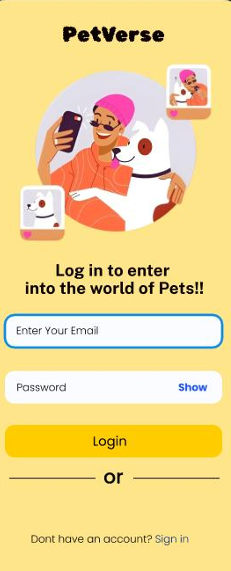 PetVerse
Log in to enter
into the world of Pets!!
Enter Your Email
Password Show
Login
or
Dont have an account? Sign in